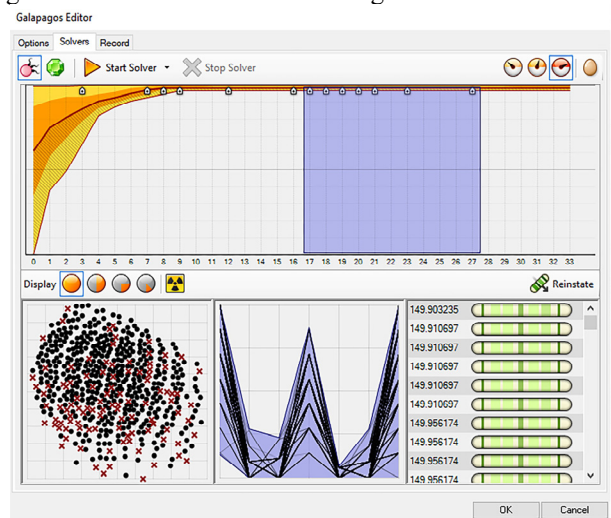 Galapagos Editor
Options Solvers Record
Start Solver Stop Solver
0 1 2 3 4 5 6 7 8 9 10 11 12 13 14 15 16 17 18 19 20 21 22 23 24 25 26 27 28 29 30 31 32 33
Display Reinstate
149.903235
149.910697
149.910697
149.910697
149.910697
149.910697
149.956174
149.956174
149.956174
149.956174
OK Cancel